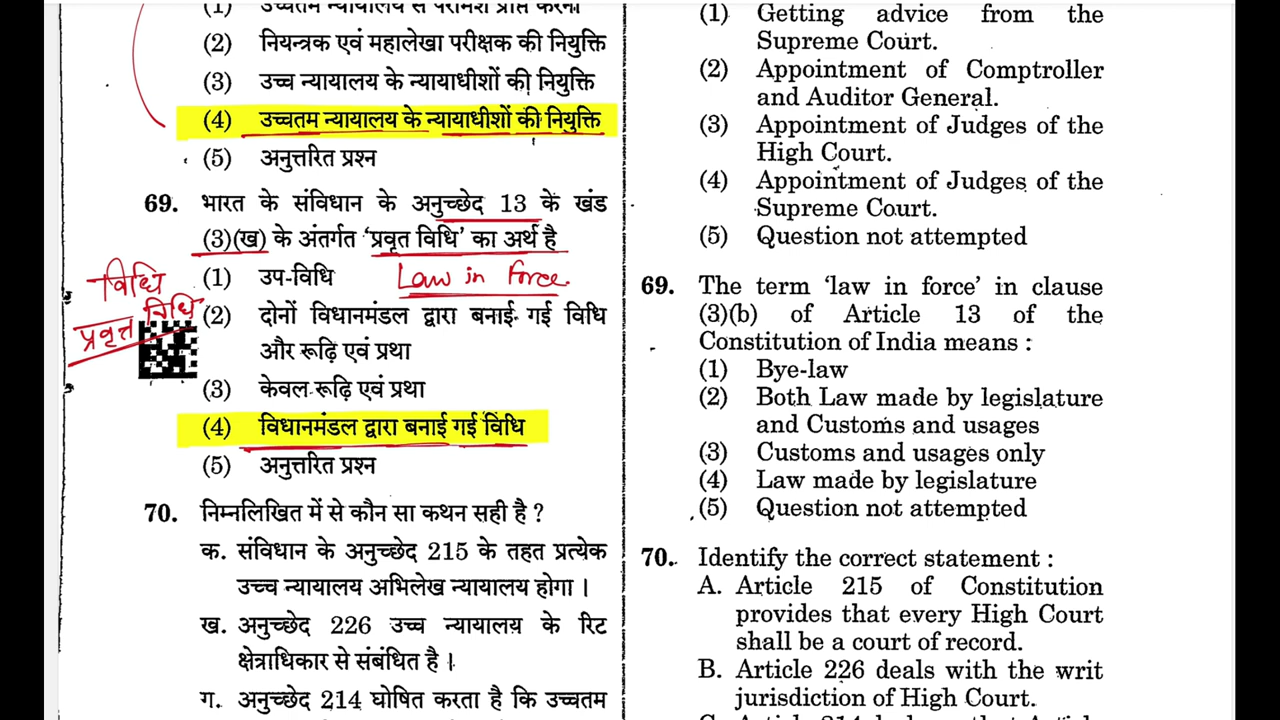 (1) उच्चतम न्यायालय से परामर्श प्राप्त करना
(2) नियन्त्रक एवं महालेखा परीक्षक की नियुक्ति
(3) उच्च न्यायालय के न्यायाधीशों की नियुक्ति
(4) उच्चतम न्यायालय के न्यायाधीशों की नियुक्ति
(5) अनुत्तरित प्रश्न
69. भारत के संविधान के अनुच्छेद 13 के खंड
(3)(ख) के अंतर्गत ‘प्रवृत विधि’ का अर्थ है
(1) उप-विधि
Law in force
विधि
प्रवृत्त विधि
(2) दोनों विधानमंडल द्वारा बनाई गई विधि
और रूढ़ि एवं प्रथा
(3) केवल रूढ़ि एवं प्रथा
(4) विधानमंडल द्वारा बनाई गई विधि
(5) अनुत्तरित प्रश्न
70. निम्नलिखित में से कौन सा कथन सही है ?
क. संविधान के अनुच्छेद 215 के तहत प्रत्येक
उच्च न्यायालय अभिलेख न्यायालय होगा ।
ख. अनुच्छेद 226 उच्च न्यायालय के रिट
क्षेत्राधिकार से संबंधित है ।
ग. अनुच्छेद 214 घोषित करता है कि उच्चतम
(1) Getting advice from the
Supreme Court.
(2) Appointment of Comptroller
and Auditor General.
(3) Appointment of Judges of the
High Court.
(4) Appointment of Judges of the
Supreme Court.
(5) Question not attempted
69. The term ‘law in force’ in clause
(3)(b) of Article 13 of the
Constitution of India means :
(1) Bye-law
(2) Both Law made by legislature
and Customs and usages
(3) Customs and usages only
(4) Law made by legislature
(5) Question not attempted
70. Identify the correct statement :
A. Article 215 of Constitution
provides that every High Court
shall be a court of record.
B. Article 226 deals with the writ
jurisdiction of High Court.